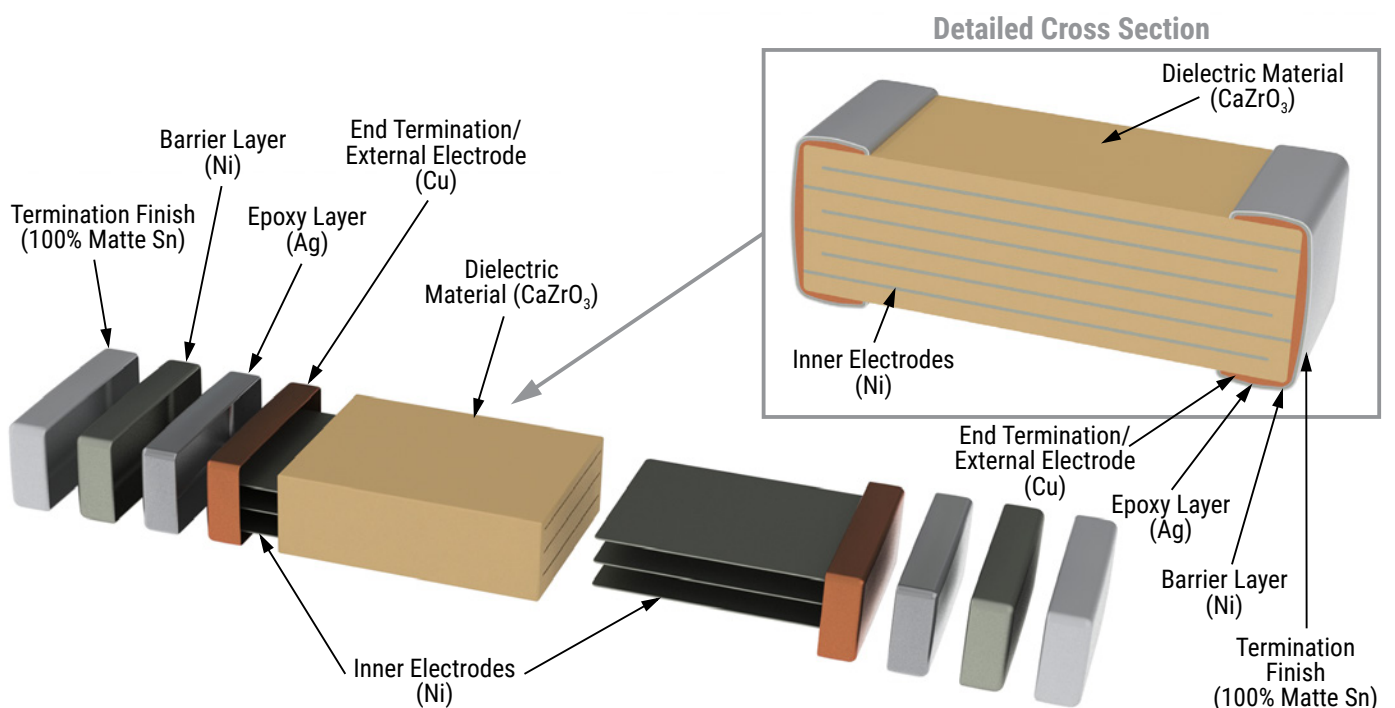 Detailed Cross Section
Dielectric Material
(CaZrO₃)
Inner Electrodes
(Ni)
End Termination/
External Electrode
(Cu)
Epoxy Layer
(Ag)
Barrier Layer
(Ni)
Termination
Finish
(100% Matte Sn)
Termination Finish
(100% Matte Sn)
Barrier Layer
(Ni)
Epoxy Layer
(Ag)
End Termination/
External Electrode
(Cu)
Dielectric
Material (CaZrO₃)
Inner Electrodes
(Ni)